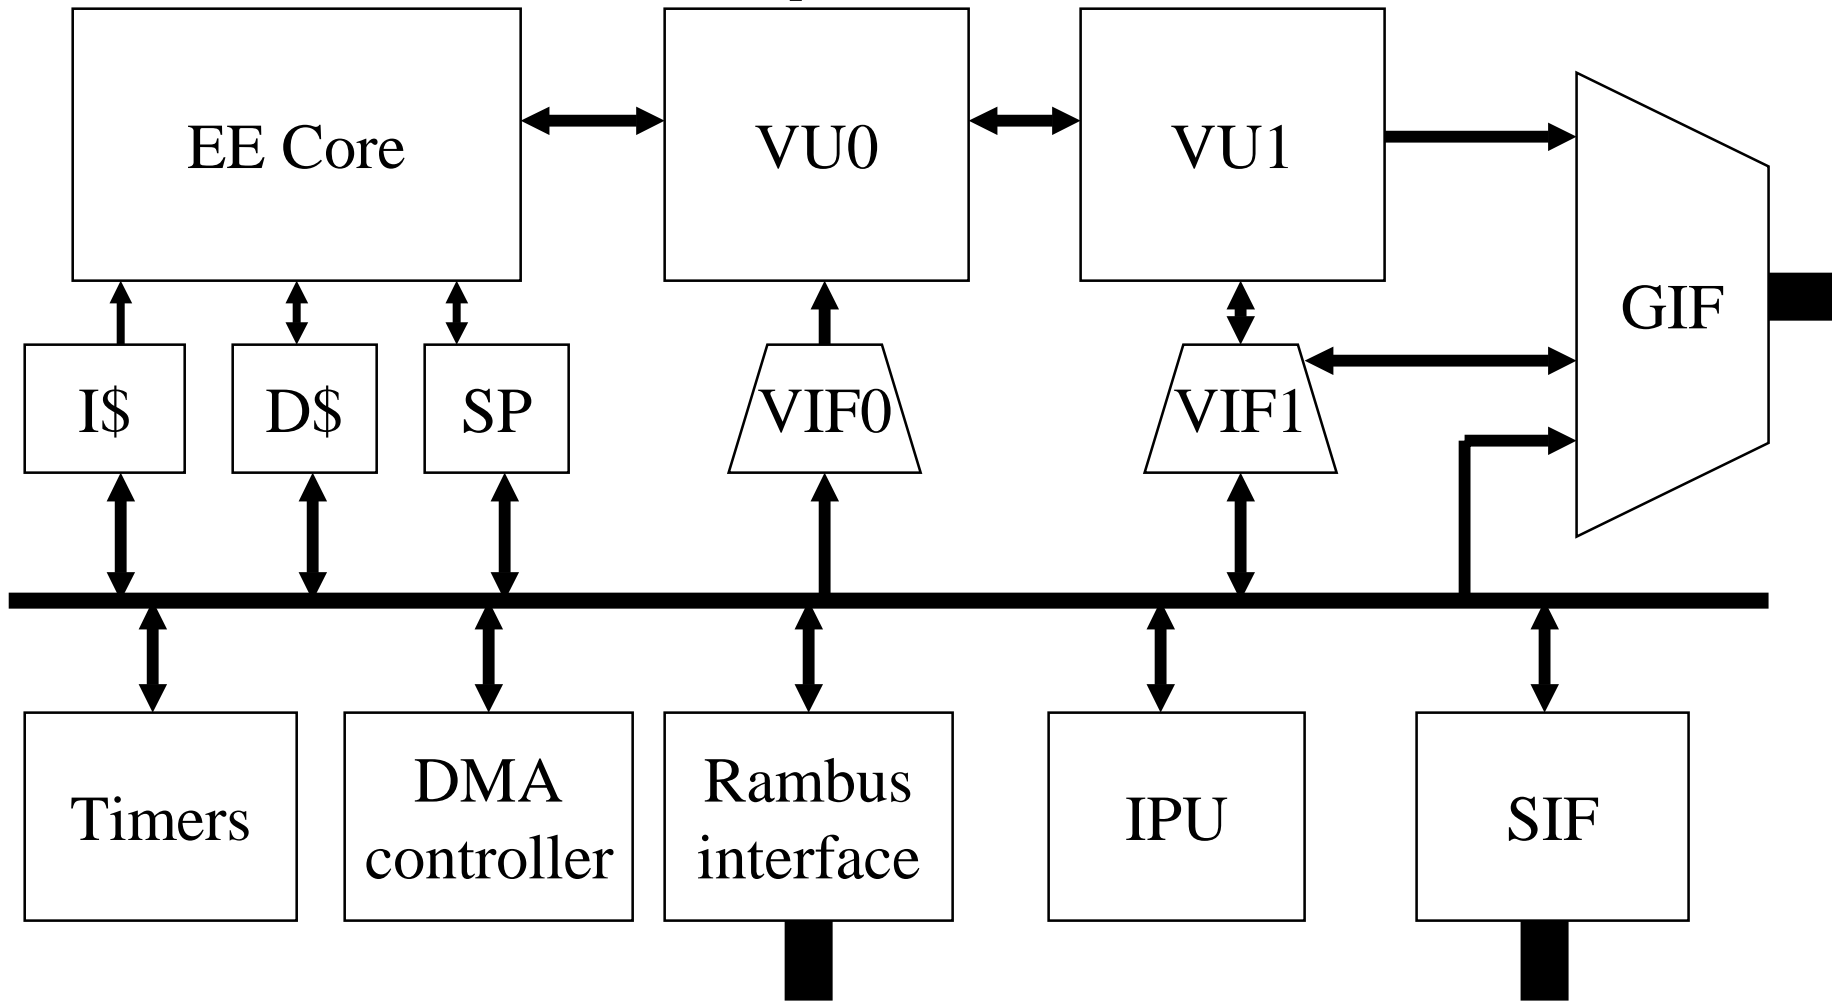 EE Core
VU0
VU1
GIF
I$
D$
SP
VIF0
VIF1
Timers
DMA
controller
Rambus
interface
IPU
SIF